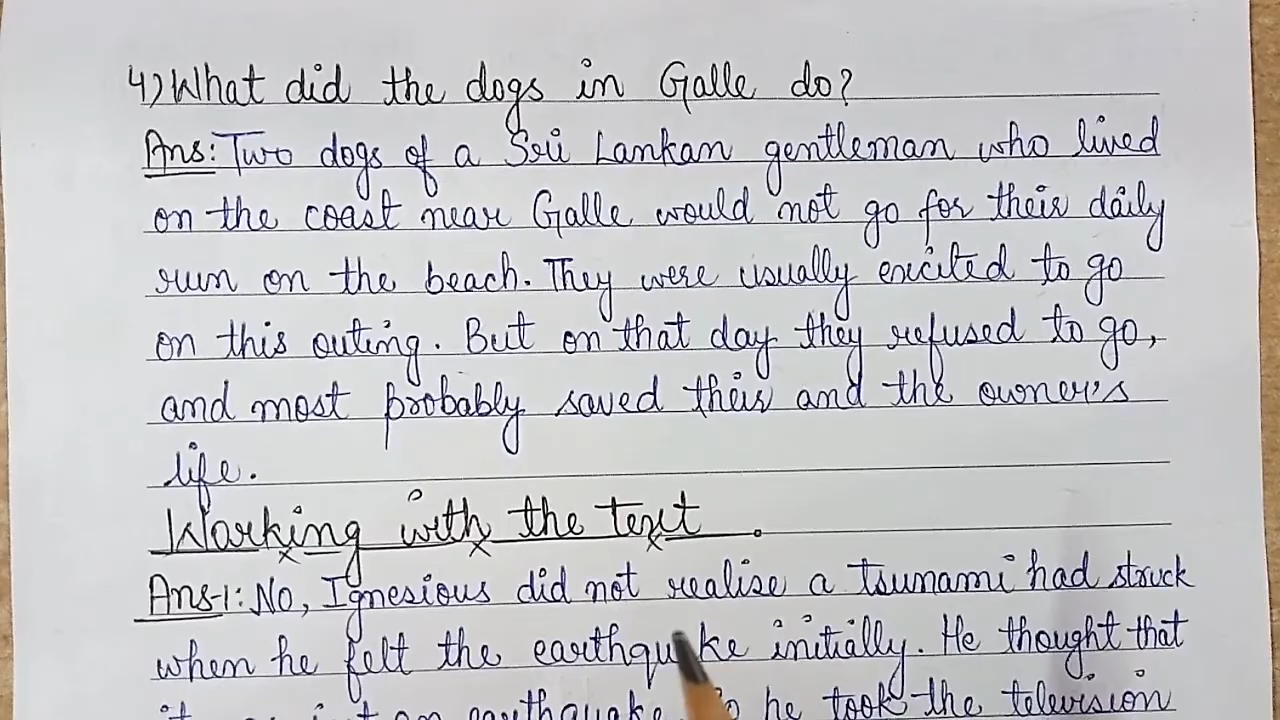 4) What did the dogs in Galle do?
Ans: Two dogs of a Sri Lankan gentleman who lived
on the coast near Galle would not go for their daily
run on the beach. They were usually excited to go
on this outing. But on that day they refused to go,
and most probably saved their and the owner's
life.
Working with the text.
Ans-1: No, Ignesious did not realise a tsunami had struck
when he felt the earthquake initially. He thought that
an earthquake he took the television